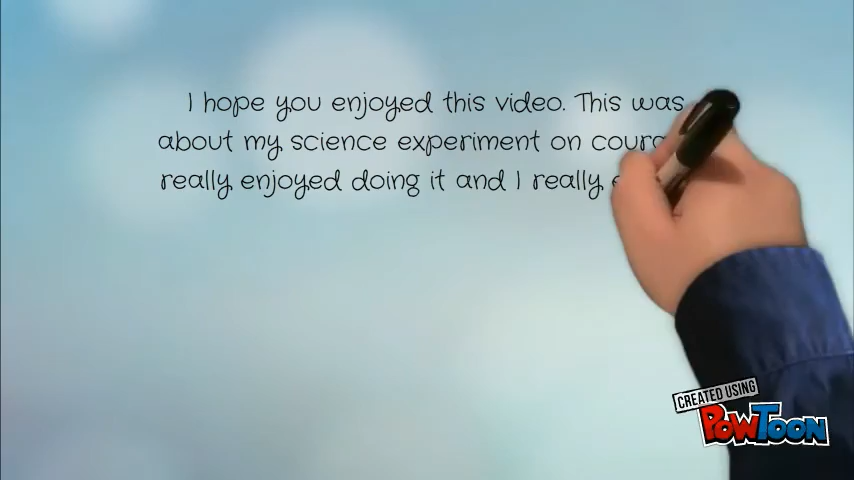 I hope you enjoyed this video. This was
about my science experiment on
really enjoyed doing it and I really
CREATED USING
POWTOON